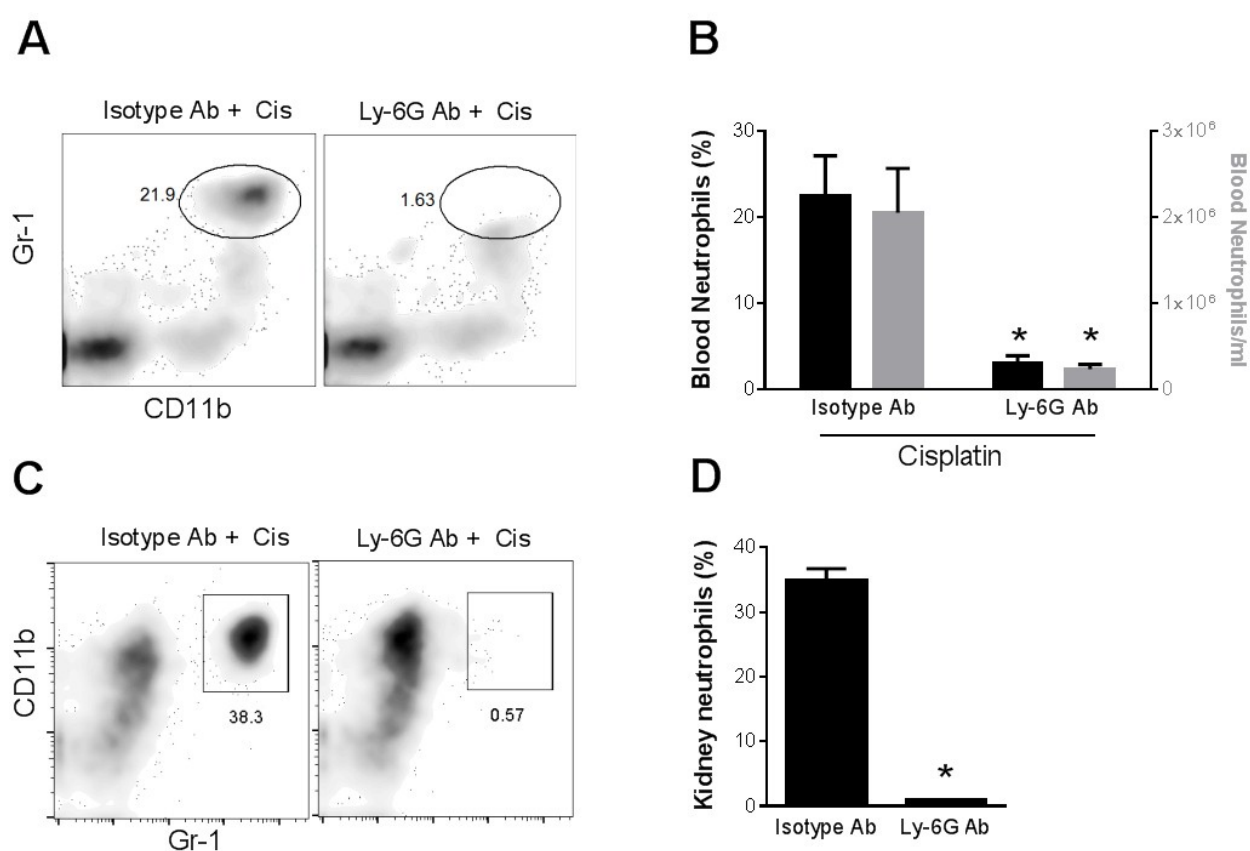 A
Isotype Ab + Cis
Ly-6G Ab + Cis
21.9
1.63
Gr-1
CD11b
B
Blood Neutrophils (%)
30
20
10
0
3x10⁶
2x10⁶
1x10⁶
0
Blood Neutrophils/ml
* *
Isotype Ab
Ly-6G Ab
Cisplatin
C
Isotype Ab + Cis
Ly-6G Ab + Cis
CD11b
38.3
0.57
Gr-1
D
Kidney neutrophils (%)
40
30
20
10
0
*
Isotype Ab
Ly-6G Ab